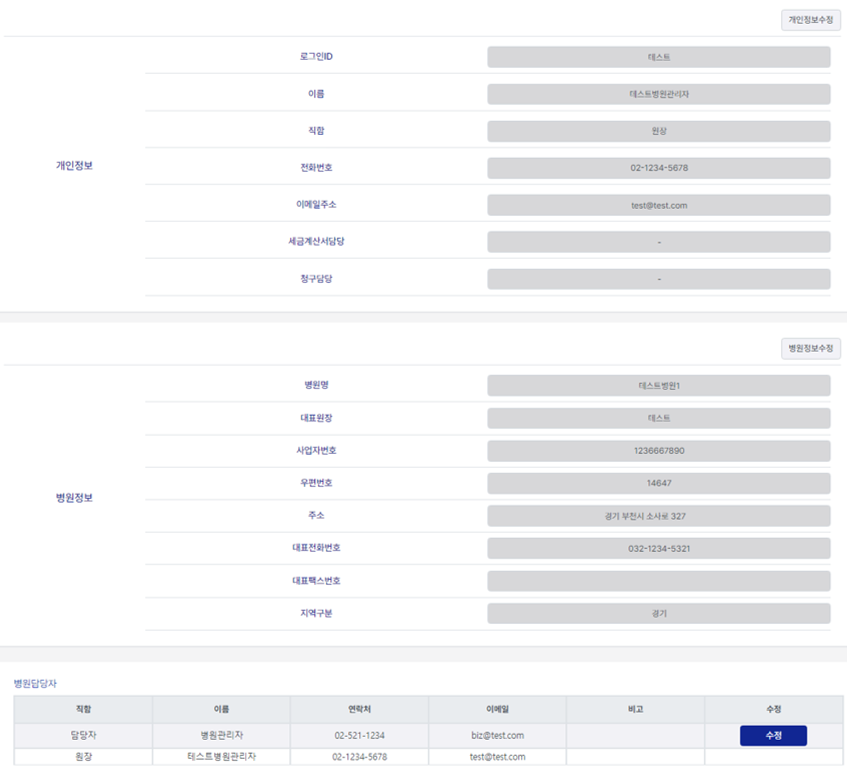 개인정보수정
개인정보
로그인ID 테스트
이름 테스트병원관리자
직함 원장
전화번호 02-1234-5678
이메일주소 test@test.com
세금계산서담당 -
청구담당 -
병원정보수정
병원정보
병원명 테스트병원1
대표원장 테스트
사업자번호 1236667890
우편번호 14647
주소 경기 부천시 소사로 327
대표전화번호 032-1234-5321
대표팩스번호
지역구분 경기
병원담당자
직함 이름 연락처 이메일 비고 수정
담당자 병원관리자 02-521-1234 biz@test.com 수정
원장 테스트병원관리자 02-1234-5678 test@test.com